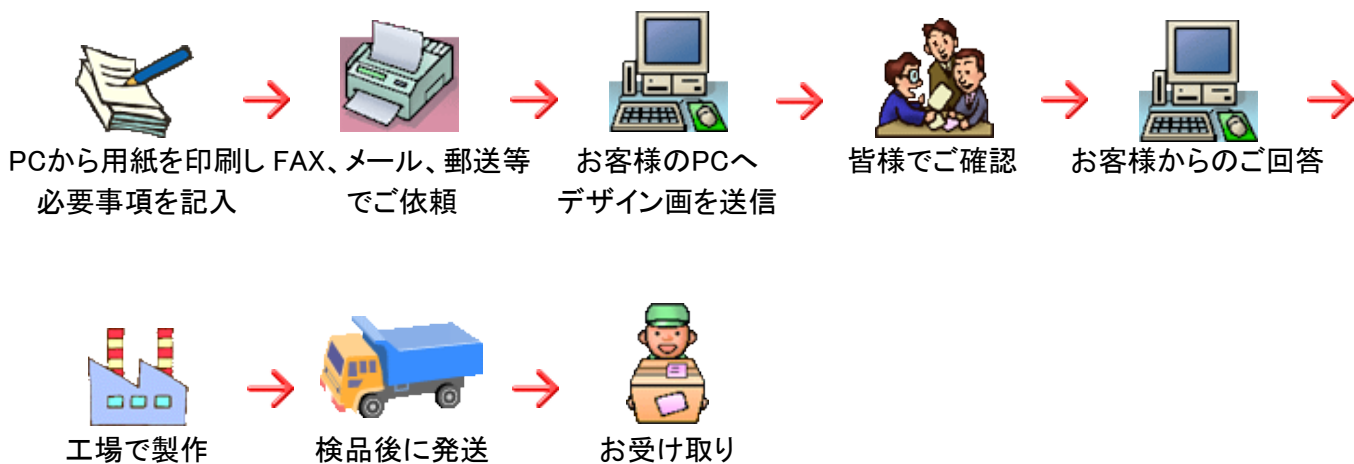 PCから用紙を印刷し
必要事項を記入
FAX、メール、郵送等
でご依頼
お客様のPCへ
デザイン画を送信
皆様でご確認
お客様からのご回答
工場で製作
検品後に発送
お受け取り